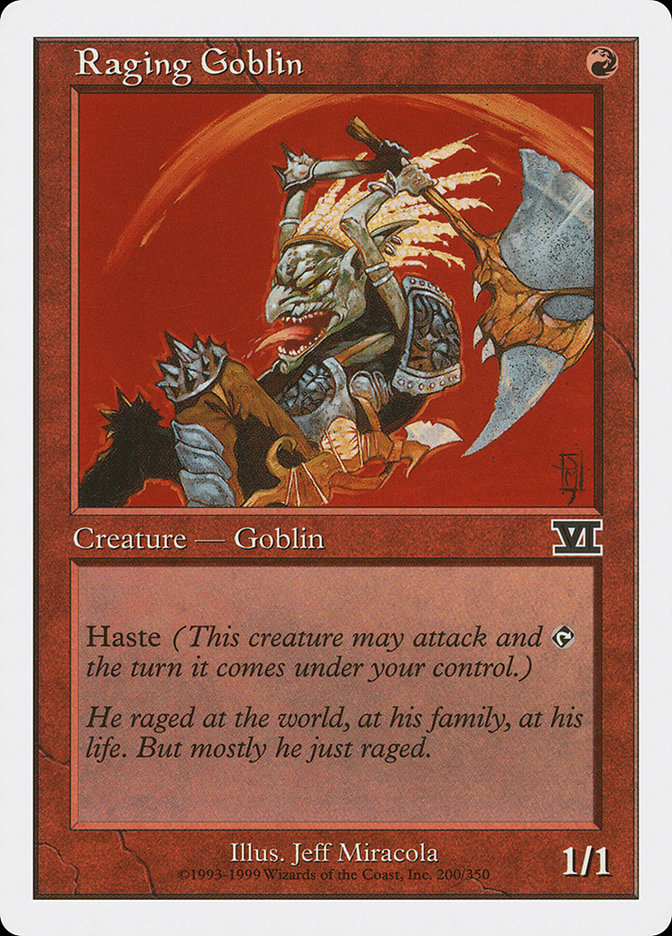 Raging Goblin
Creature — Goblin
VI
Haste (This creature may attack and
the turn it comes under your control.)
He raged at the world, at his family, at his
life. But mostly he just raged.
Illus. Jeff Miracola
©1993-1999 Wizards of the Coast, Inc. 200/350
1/1